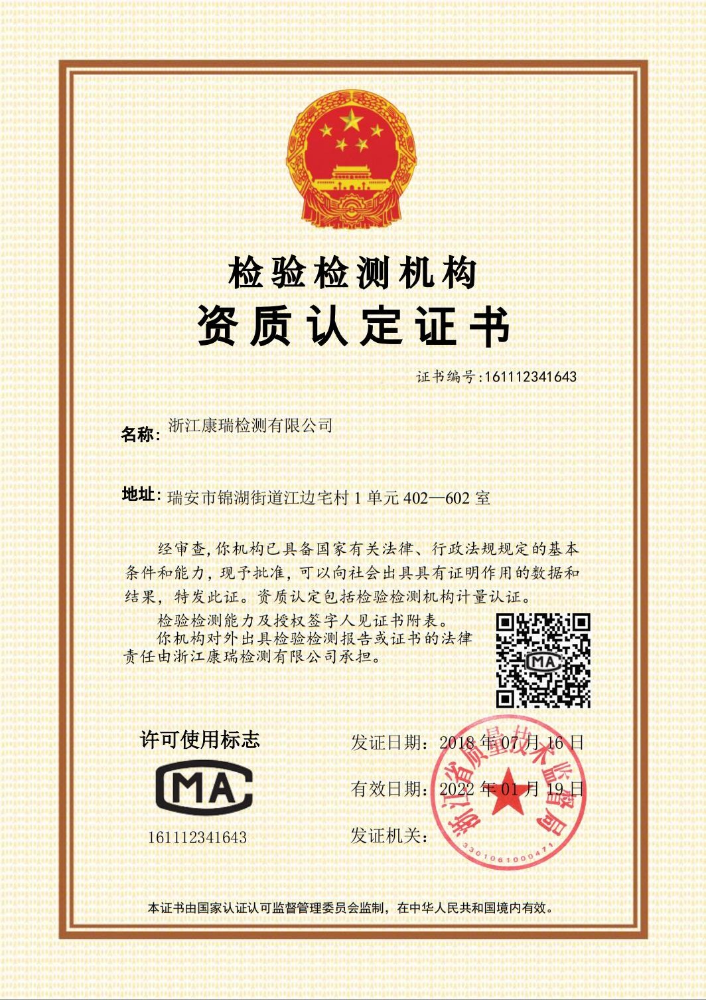 检验检测机构
资质认定证书
证书编号:161112341643
名称: 浙江康瑞检测有限公司
地址: 瑞安市锦湖街道江边宅村 1 单元 402—602 室
经审查,你机构已具备国家有关法律、行政法规规定的基本
条件和能力,现予批准,可以向社会出具具有证明作用的数据和
结果,特发此证。资质认定包括检验检测机构计量认证。
检验检测能力及授权签字人见证书附表。
你机构对外出具检验检测报告或证书的法律
责任由浙江康瑞检测有限公司承担。
MA
许可使用标志
MA
161112341643
发证日期: 2018 年 07 月 16 日
有效日期: 2022 年 01 月 19 日
发证机关:
浙江省质量技术监督局
3301061000471
本证书由国家认证认可监督管理委员会监制，在中华人民共和国境内有效。